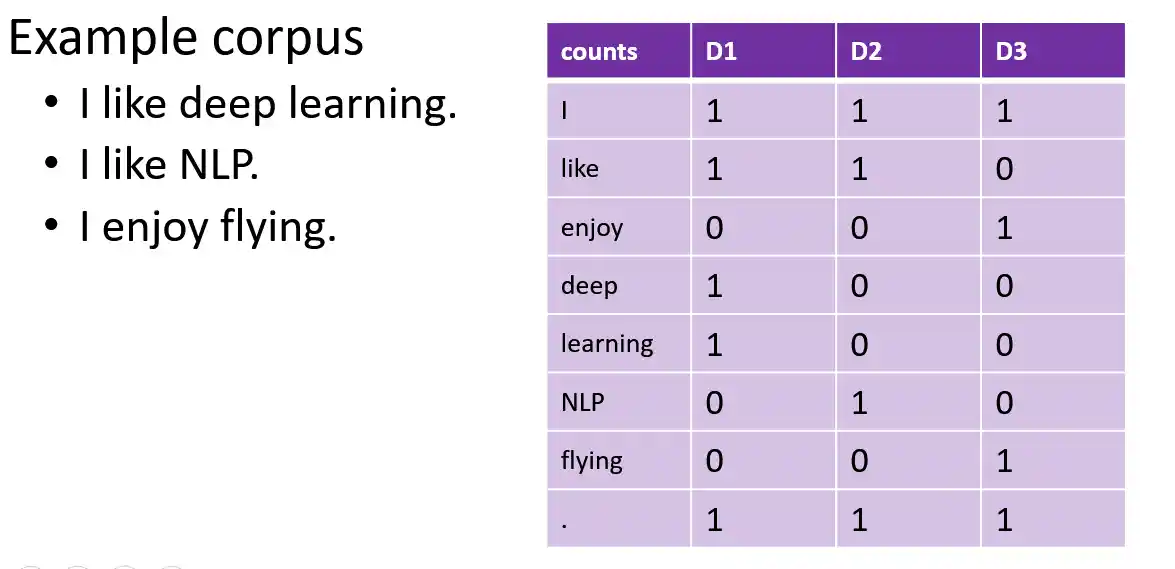 Example corpus
• I like deep learning.
• I like NLP.
• I enjoy flying.
counts D1 D2 D3
I 1 1 1
like 1 1 0
enjoy 0 0 1
deep 1 0 0
learning 1 0 0
NLP 0 1 0
flying 0 0 1
. 1 1 1